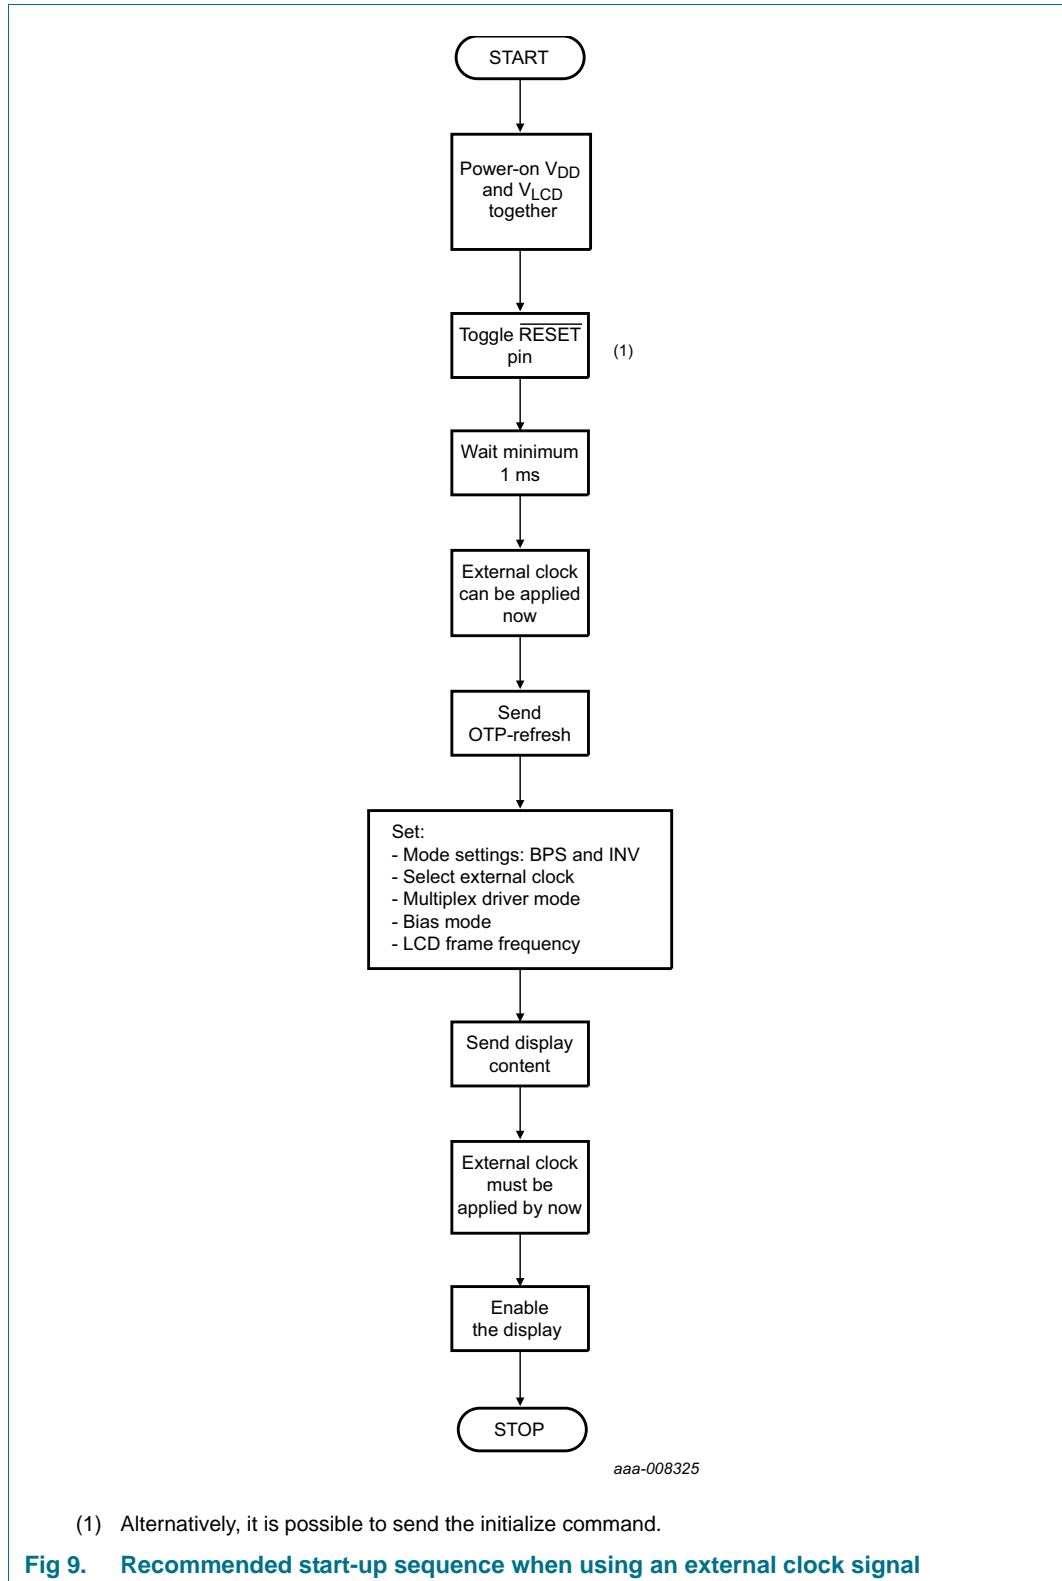 START
Power-on VDD
and VLCD
together
Toggle RESET
pin
(1)
Wait minimum
1 ms
External clock
can be applied
now
Send
OTP-refresh
Set:
- Mode settings: BPS and INV
- Select external clock
- Multiplex driver mode
- Bias mode
- LCD frame frequency
Send display
content
External clock
must be
applied by now
Enable
the display
STOP
aaa-008325
(1) Alternatively, it is possible to send the initialize command.
Fig 9. Recommended start-up sequence when using an external clock signal